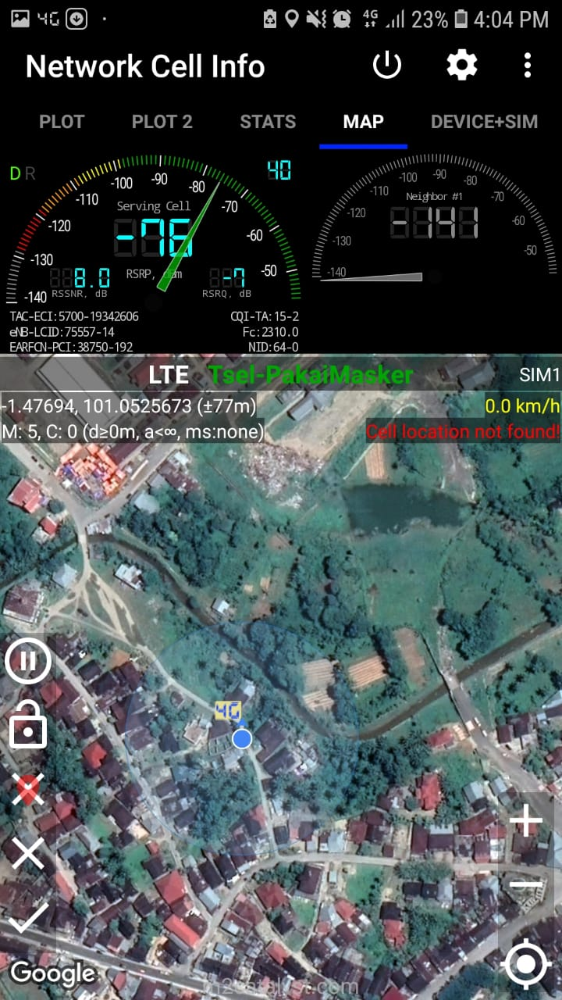 4G 4G 23% 4:04 PM
Network Cell Info
PLOT PLOT 2 STATS MAP DEVICE+SIM
D R
40
-140 -130 -120 -110 -100 -90 -80 -70 -60 -50
Serving Cell
-76
RSRP, dBm
8.0
RSSNR, dB
-7
RSRQ, dB
-140 -130 -120 -110 -100 -90 -80 -70 -60 -50
Neighbor #1
-141
TAC-ECI:5700-19342606 CQI-TA:15-2
eNB-LCID:75557-14 Fc:2310.0
EARFCN-PCI:38750-192 NID:64-0
LTE Tsel-PakaiMasker SIM1
-1.47694, 101.0525673 (±77m) 0.0 km/h
M: 5, C: 0 (d≥0m, a<∞, ms:none) Cell location not found!
4G
Google
m2catalyst.com